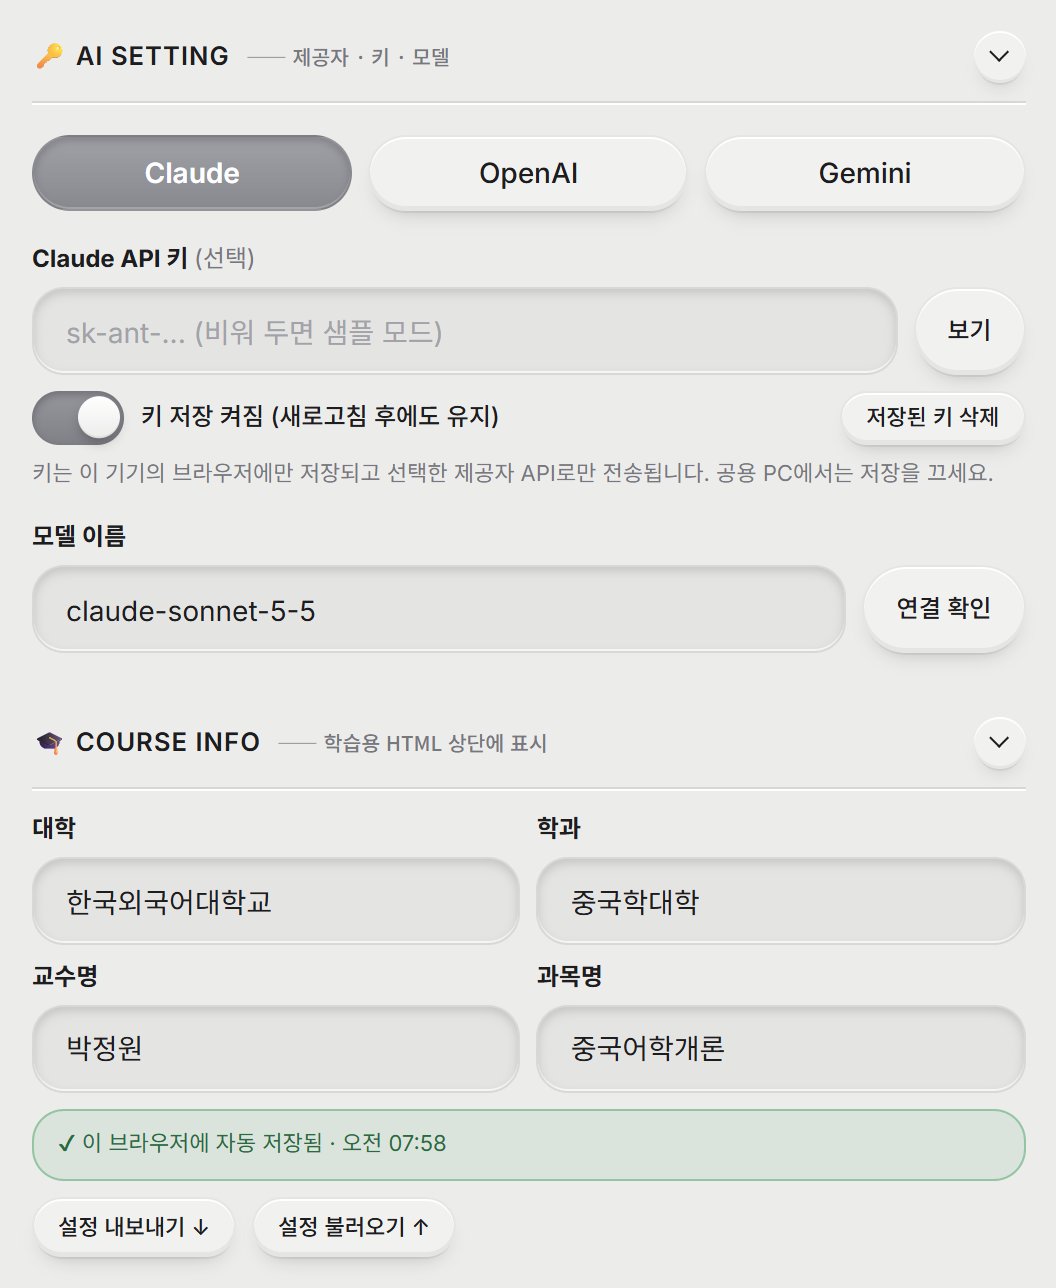 AI SETTING —— 제공자 · 키 · 모델
Claude
OpenAI
Gemini
Claude API 키 (선택)
sk-ant-... (비워 두면 샘플 모드)
보기
키 저장 켜짐 (새로고침 후에도 유지)
저장된 키 삭제
키는 이 기기의 브라우저에만 저장되고 선택한 제공자 API로만 전송됩니다. 공용 PC에서는 저장을 끄세요.
모델 이름
claude-sonnet-5-5
연결 확인
COURSE INFO —— 학습용 HTML 상단에 표시
대학
학과
한국외국어대학교
중국학대학
교수명
과목명
박정원
중국어학개론
✓ 이 브라우저에 자동 저장됨 · 오전 07:58
설정 내보내기 ↓
설정 불러오기 ↑